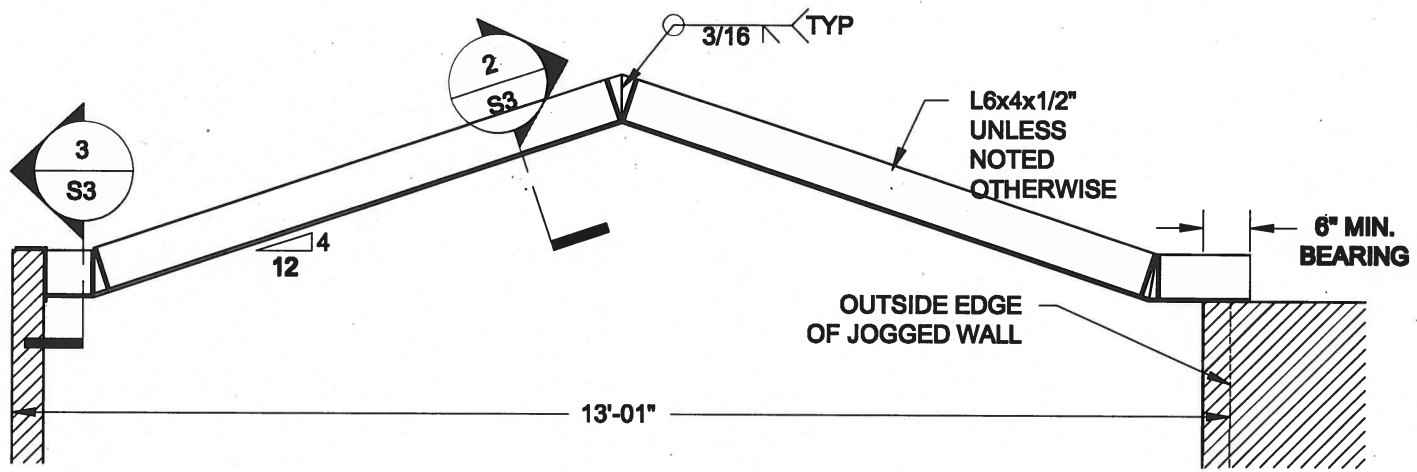 3/16 TYP
2
S3
L6x4x1/2"
UNLESS
NOTED
OTHERWISE
3
S3
4
12
6" MIN.
BEARING
OUTSIDE EDGE
OF JOGGED WALL
13'-01"